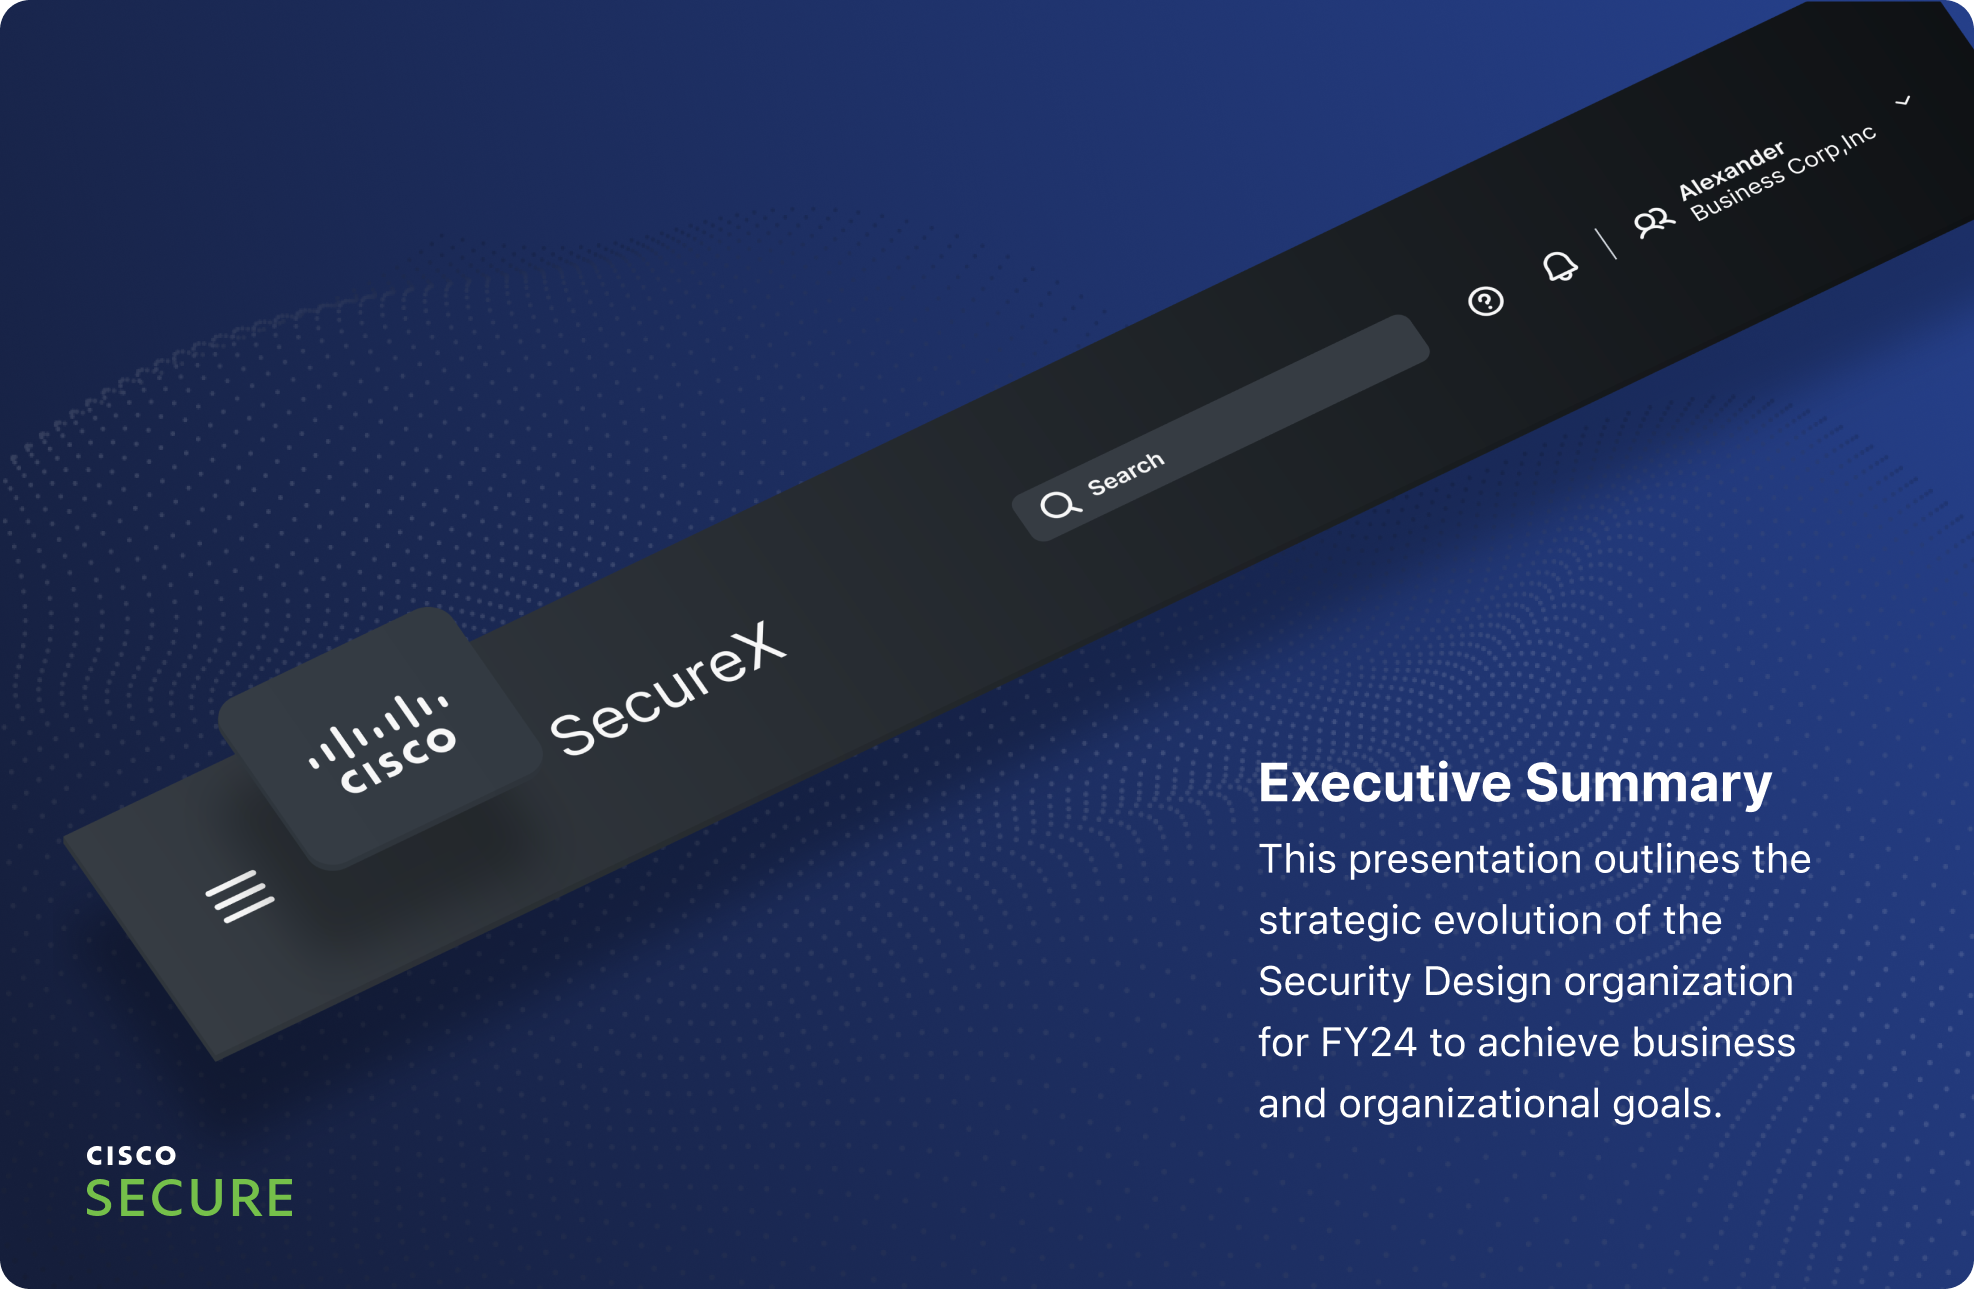 Alexander
Business Corp,Inc
Search
SecureX
CISCO
Executive Summary
This presentation outlines the
strategic evolution of the
Security Design organization
for FY24 to achieve business
and organizational goals.
CISCO
SECURE